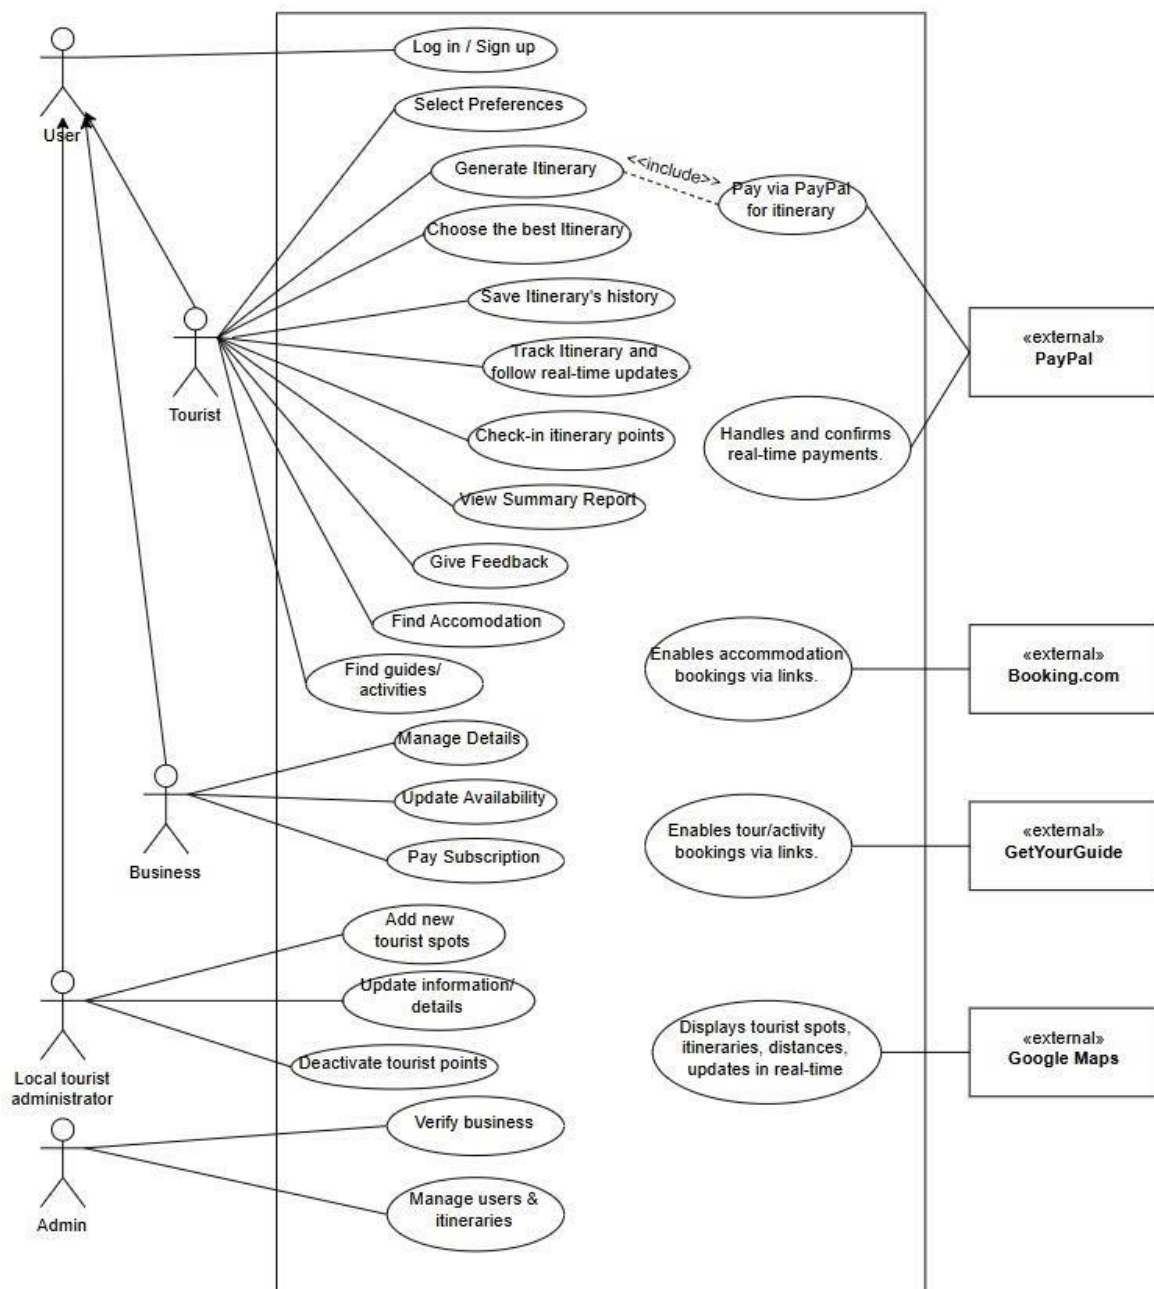 Log in / Sign up
User
Select Preferences
Generate Itinerary
<<include>>
Pay via PayPal
for itinerary
Choose the best Itinerary
Save Itinerary's history
Track Itinerary and
follow real-time updates
Tourist
«external»
PayPal
Check-in itinerary points
Handles and confirms
real-time payments.
View Summary Report
Give Feedback
Find Accomodation
Find guides/
activities
Enables accommodation
bookings via links.
«external»
Booking.com
Manage Details
Update Availability
Pay Subscription
Business
Enables tour/activity
bookings via links.
«external»
GetYourGuide
Add new
tourist spots
Update information/
details
Deactivate tourist points
Local tourist
administrator
Displays tourist spots,
itineraries, distances,
updates in real-time
«external»
Google Maps
Verify business
Manage users &
itineraries
Admin